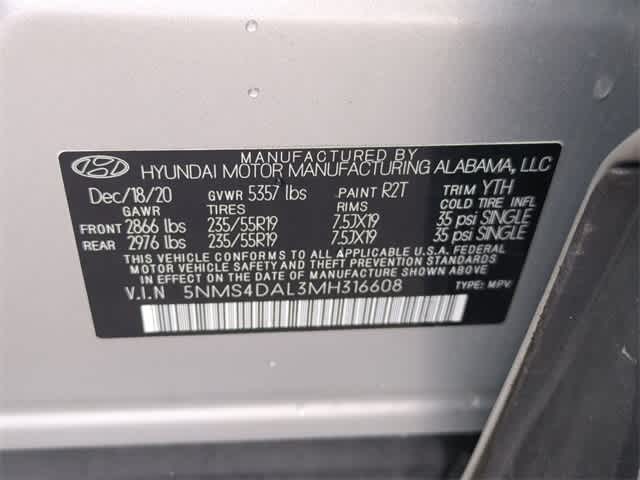 MANUFACTURED BY
HYUNDAI MOTOR MANUFACTURING ALABAMA, LLC
Dec/18/20 GVWR 5357 lbs PAINT R2T TRIM YTH
GAWR TIRES RIMS COLD TIRE INFL
FRONT 2866 lbs 235/55R19 7.5JX19 35 psi SINGLE
REAR 2976 lbs 235/55R19 7.5JX19 35 psi SINGLE
THIS VEHICLE CONFORMS TO ALL APPLICABLE U.S.A. FEDERAL
MOTOR VEHICLE SAFETY AND THEFT PREVENTION STANDARDS
IN EFFECT ON THE DATE OF MANUFACTURE SHOWN ABOVE.
V.I.N 5NMS4DAL3MH316608 TYPE: MPV